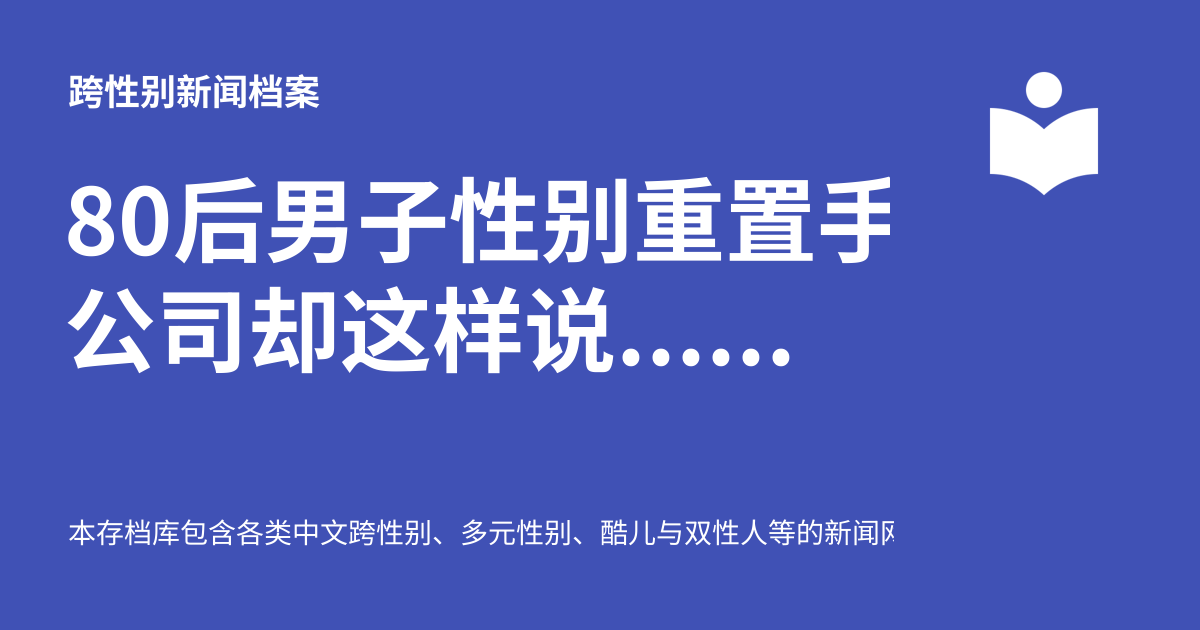 跨性别新闻档案
80后男子性别重置手
公司却这样说......
本存档库包含各类中文跨性别、多元性别、酷儿与双性人等的新闻